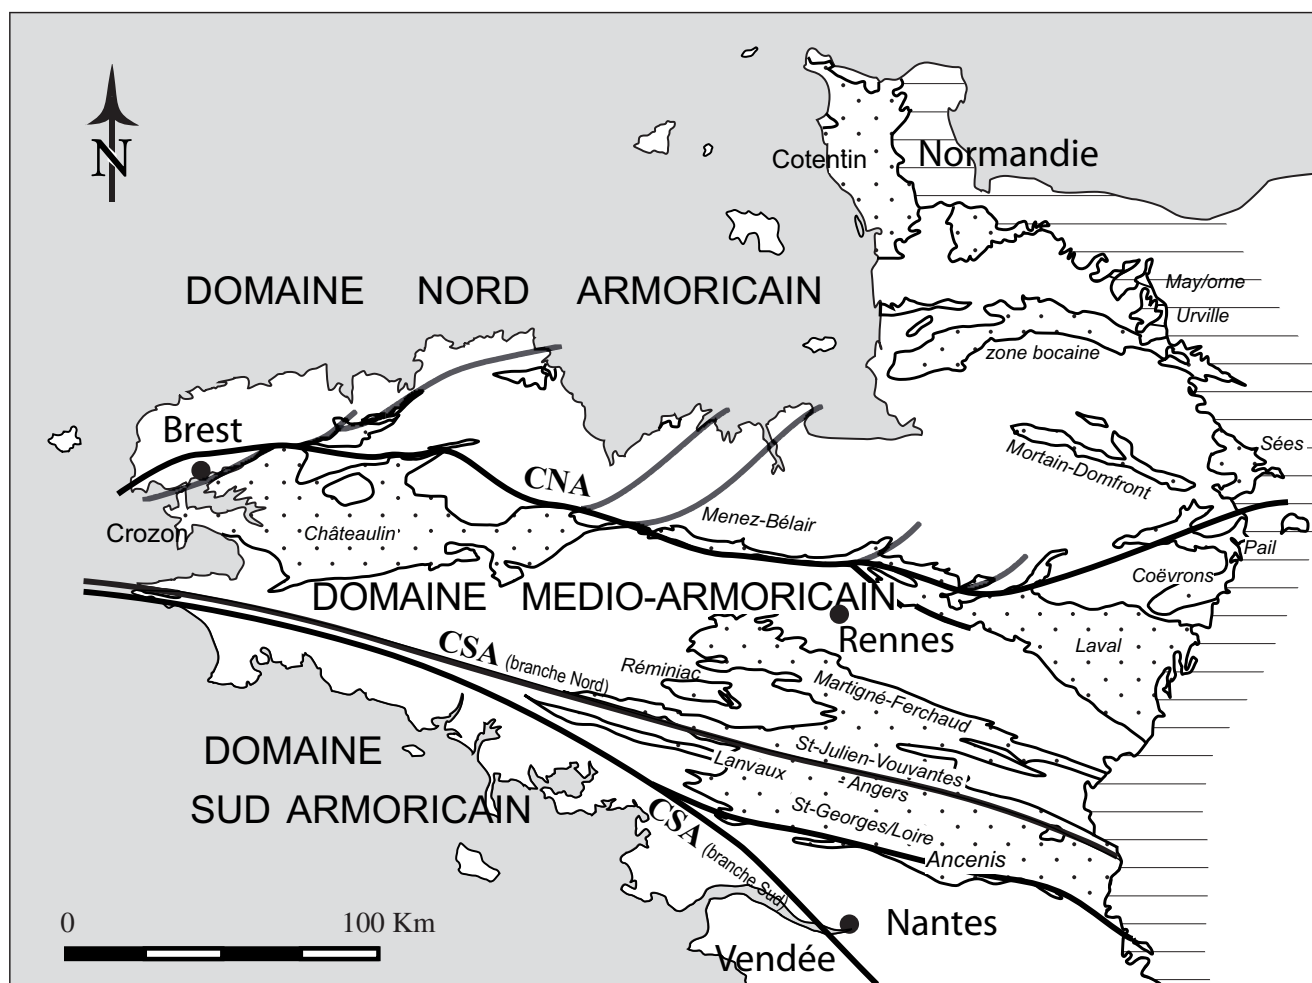 N
Cotentin
Normandie
DOMAINE NORD ARMORICAIN
May/orne
Urville
zone bocaine
Brest
Sées
Mortain-Domfront
CNA
Menez-Bélair
Crozon
Châteaulin
Pail
Coëvrons
DOMAINE MEDIO-ARMORICAIN
Rennes
Laval
CSA (branche Nord)
Réminiac
Martigné-Ferchaud
DOMAINE
SUD ARMORICAIN
St-Julien-Vouvantes
Lanvaux
Angers
St-Georges/Loire
CSA (branche Sud)
Ancenis
0 100 Km
Nantes
Vendée